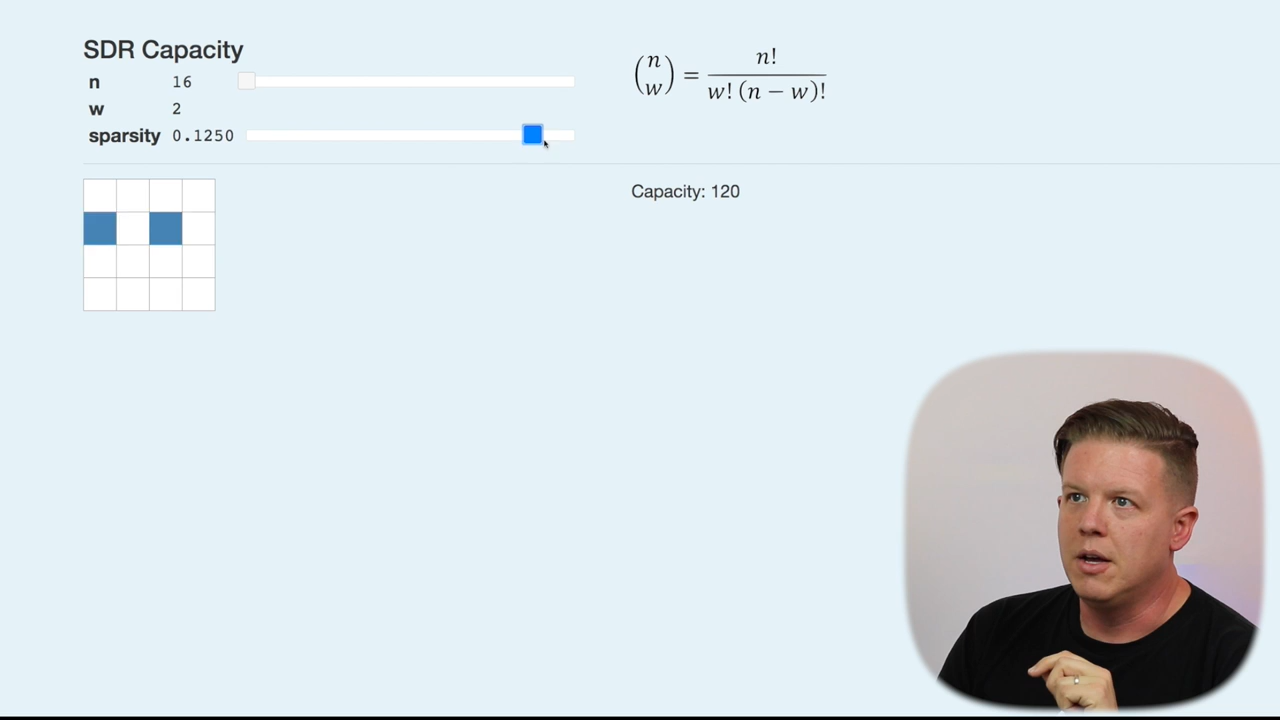 SDR Capacity
n 16
w 2
sparsity 0.1250
(n w) = n! / w! (n − w)!
Capacity: 120